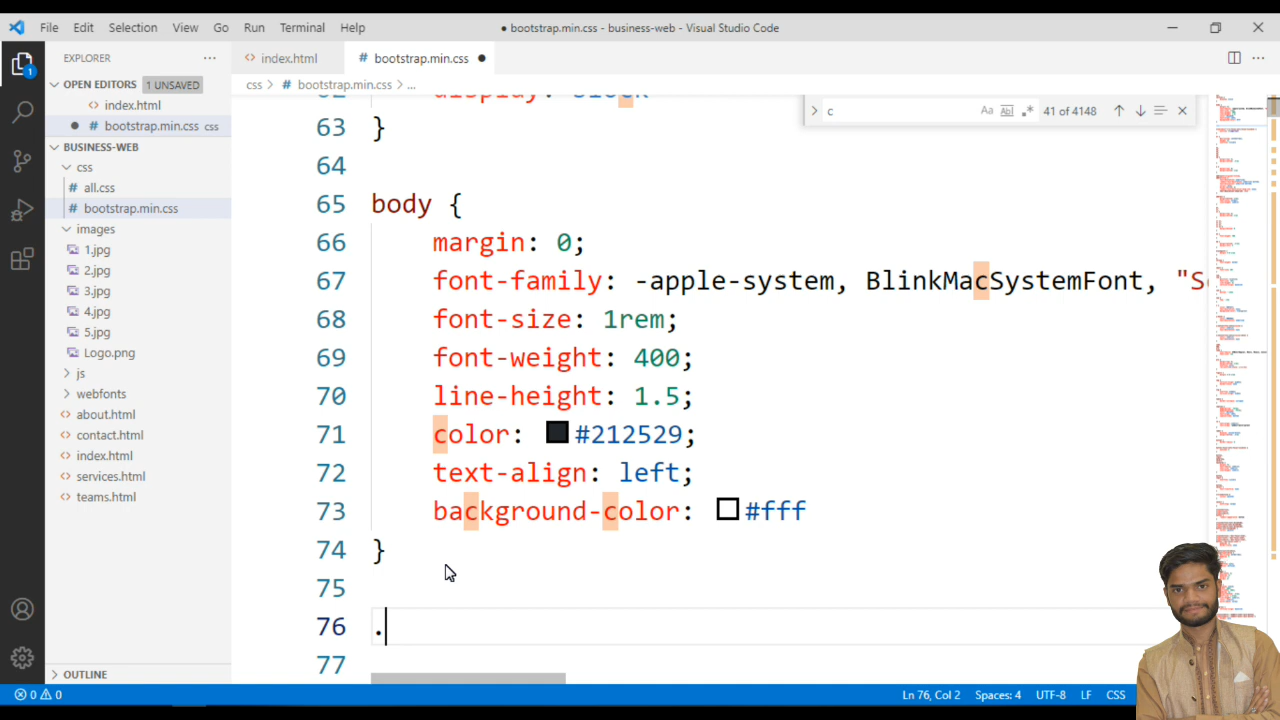 File Edit Selection View Go Run Terminal Help ● bootstrap.min.css - business-web - Visual Studio Code
EXPLORER
index.html
bootstrap.min.css ●
OPEN EDITORS 1 UNSAVED
css > # bootstrap.min.css > ...
index.html
● # bootstrap.min.css css
BUSINESS-WEB
css
# all.css
# bootstrap.min.css
images
1.jpg
2.jpg
3.jpg
4.jpg
5.jpg
Logo.png
js
webfonts
about.html
contact.html
index.html
services.html
teams.html
OUTLINE
c Aa Abl .* 41 of 4148
63 }
64
65 body {
66 margin: 0;
67 font-family: -apple-system, BlinkMacSystemFont,
68 font-size: 1rem;
69 font-weight: 400;
70 line-height: 1.5;
71 color: #212529;
72 text-align: left;
73 background-color: #fff
74 }
75
76 .
77
0 0 Ln 76, Col 2 Spaces: 4 UTF-8 LF CSS